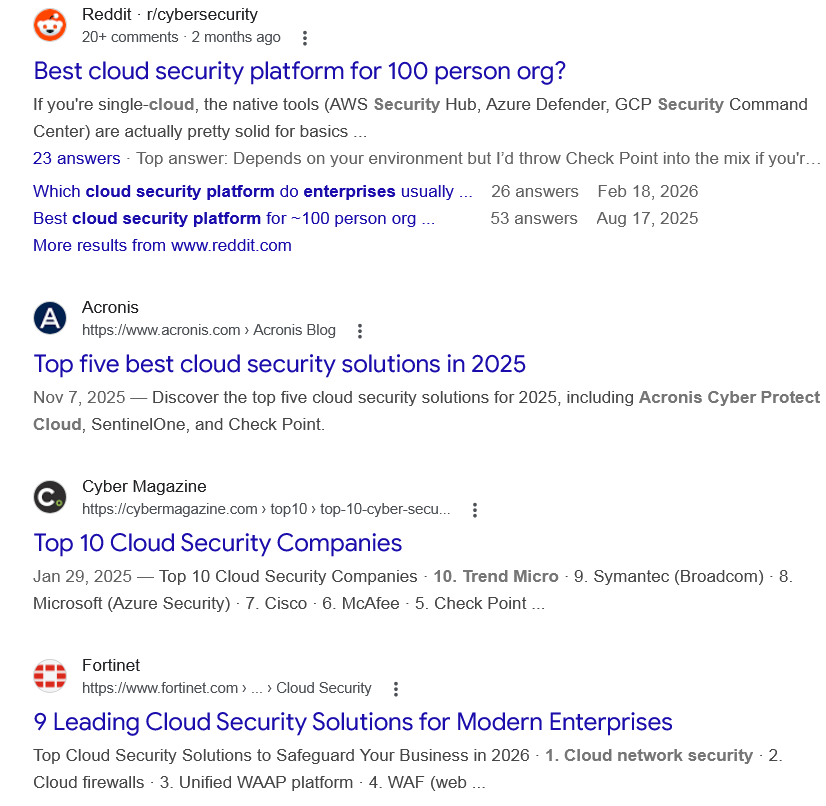 Reddit · r/cybersecurity
20+ comments · 2 months ago
Best cloud security platform for 100 person org?
If you're single-cloud, the native tools (AWS Security Hub, Azure Defender, GCP Security Command
Center) are actually pretty solid for basics ...
23 answers · Top answer: Depends on your environment but I'd throw Check Point into the mix if you'r…
Which cloud security platform do enterprises usually ... 26 answers Feb 18, 2026
Best cloud security platform for ~100 person org ... 53 answers Aug 17, 2025
More results from www.reddit.com
Acronis
https://www.acronis.com › Acronis Blog
Top five best cloud security solutions in 2025
Nov 7, 2025 — Discover the top five cloud security solutions for 2025, including Acronis Cyber Protect
Cloud, SentinelOne, and Check Point.
Cyber Magazine
https://cybermagazine.com › top10 › top-10-cyber-secu...
Top 10 Cloud Security Companies
Jan 29, 2025 — Top 10 Cloud Security Companies · 10. Trend Micro · 9. Symantec (Broadcom) · 8.
Microsoft (Azure Security) · 7. Cisco · 6. McAfee · 5. Check Point ...
Fortinet
https://www.fortinet.com › ... › Cloud Security
9 Leading Cloud Security Solutions for Modern Enterprises
Top Cloud Security Solutions to Safeguard Your Business in 2026 · 1. Cloud network security · 2.
Cloud firewalls · 3. Unified WAAP platform · 4. WAF (web ...